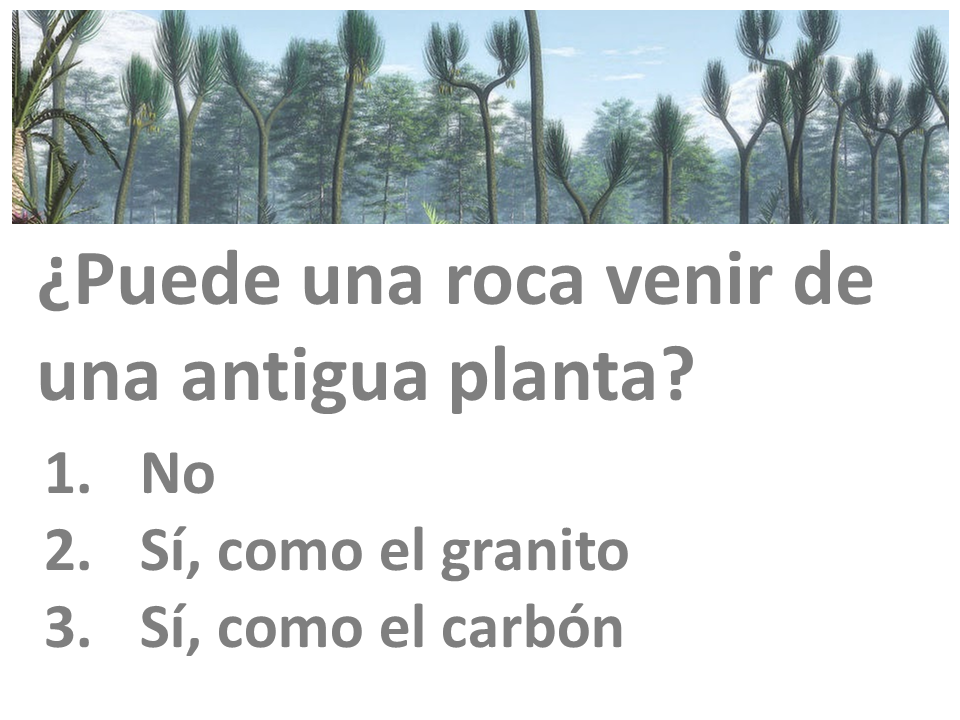 ¿Puede una roca venir de
una antigua planta?
1. No
2. Sí, como el granito
3. Sí, como el carbón